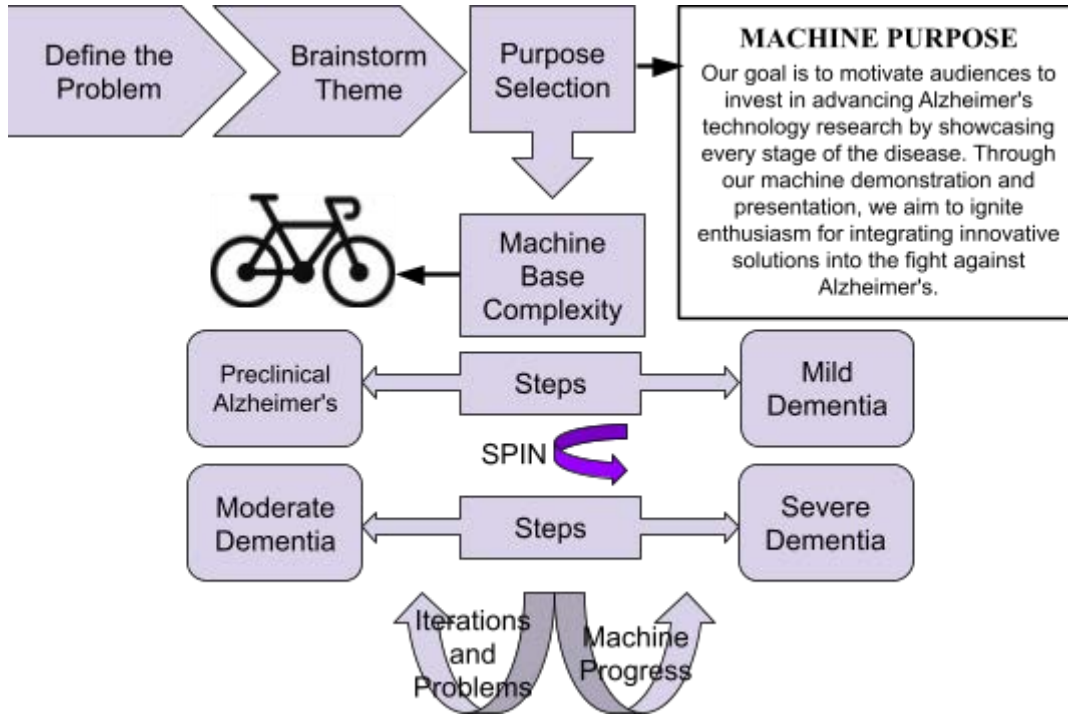 Define the
Problem
Brainstorm
Theme
Purpose
Selection
MACHINE PURPOSE
Our goal is to motivate audiences to
invest in advancing Alzheimer's
technology research by showcasing
every stage of the disease. Through
our machine demonstration and
presentation, we aim to ignite
enthusiasm for integrating innovative
solutions into the fight against
Alzheimer's.
Machine
Base
Complexity
Preclinical
Alzheimer's
Steps
Mild
Dementia
SPIN
Moderate
Dementia
Steps
Severe
Dementia
Iterations
and
Problems
Machine
Progress